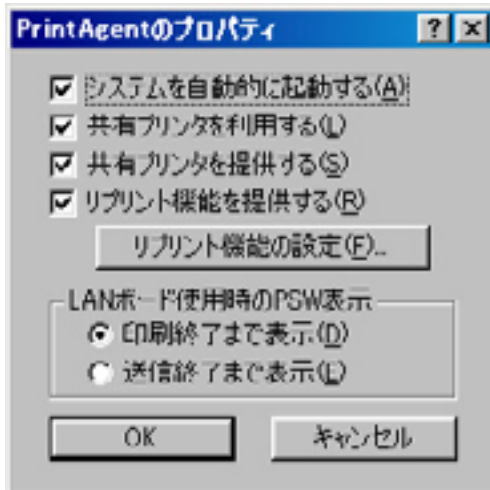 PrintAgentのプロパティ
システムを自動的に起動する(A)
共有プリンタを利用する(L)
共有プリンタを提供する(S)
リプリント機能を提供する(R)
リプリント機能の設定(F)...
LANボード使用時のPSW表示
印刷終了まで表示(D)
送信終了まで表示(E)
OK
キャンセル